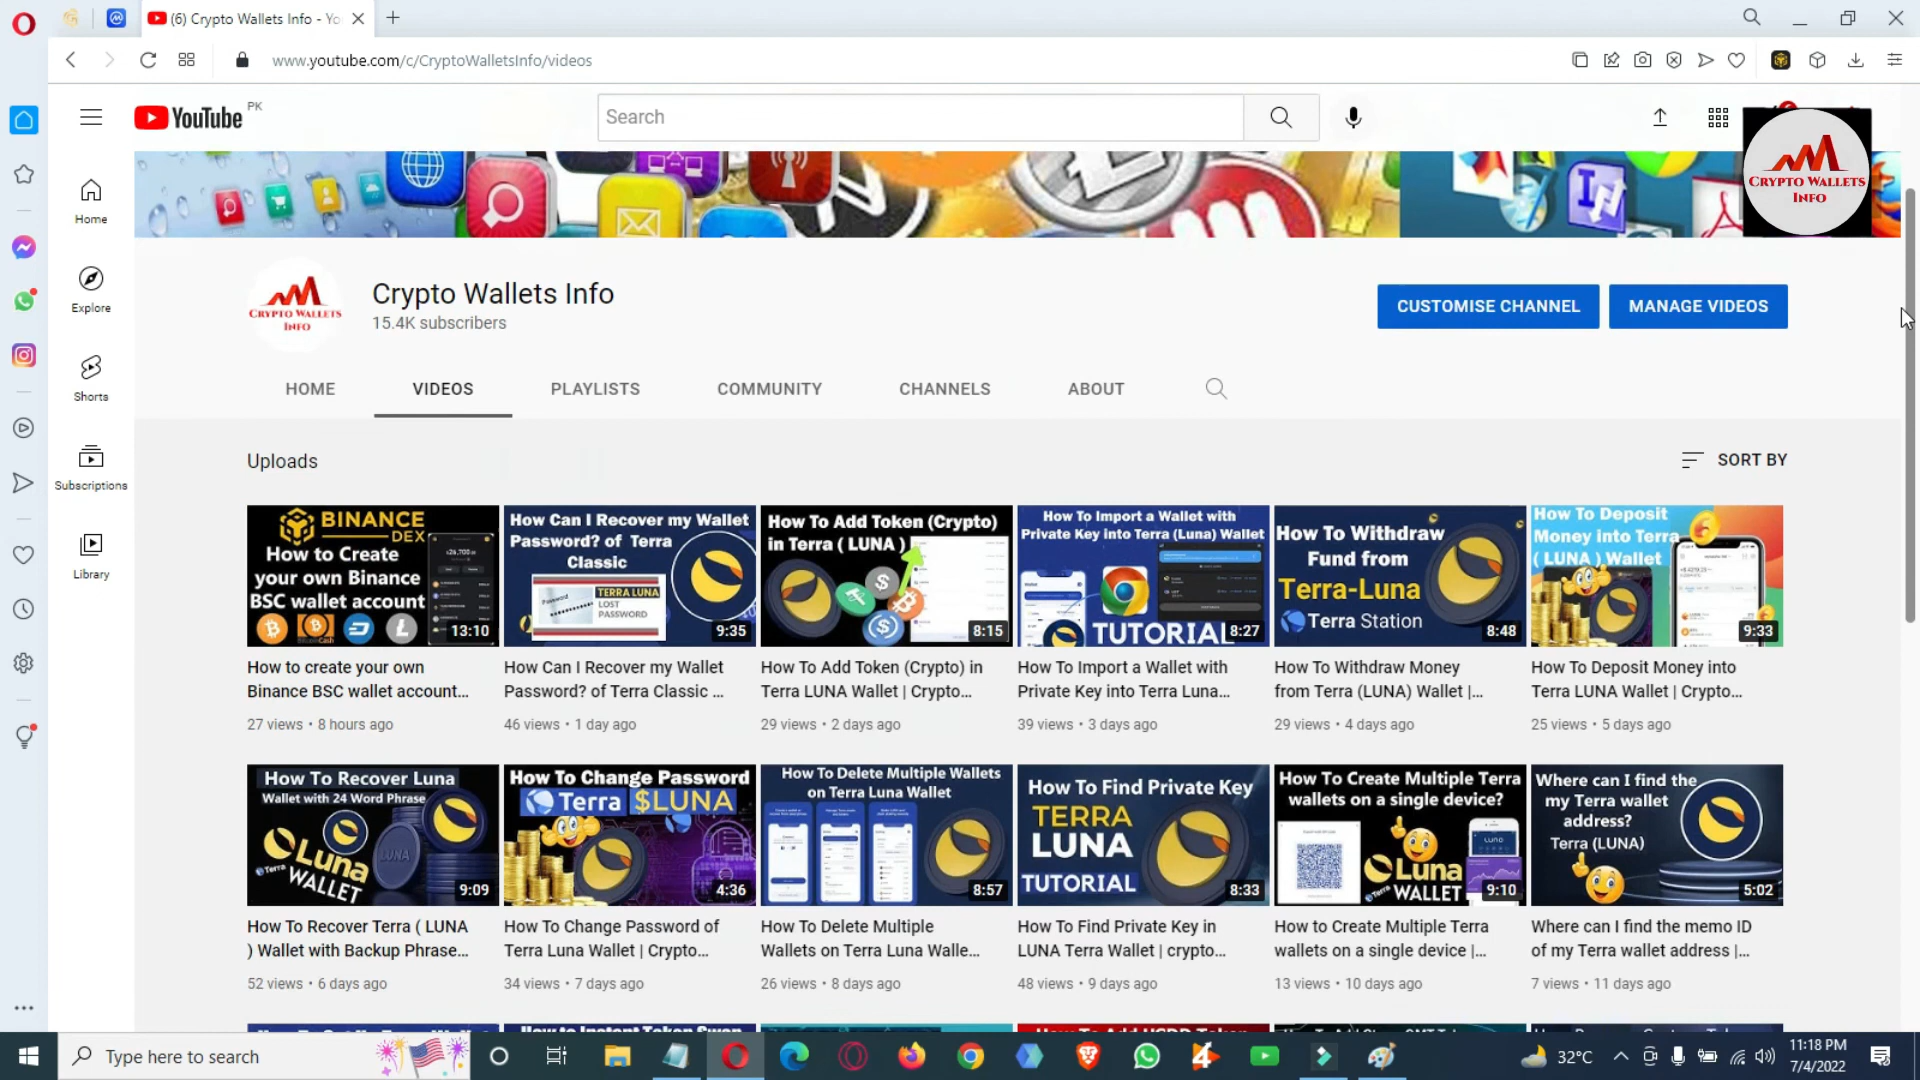 (6) Crypto Wallets Info - Yo
www.youtube.com/c/CryptoWalletsInfo/videos
YouTube
PK
Search
CRYPTO WALLETS
INFO
Home
Explore
Shorts
Subscriptions
Library
CRYPTO WALLETS
INFO
Crypto Wallets Info
15.4K subscribers
CUSTOMISE CHANNEL
MANAGE VIDEOS
HOME
VIDEOS
PLAYLISTS
COMMUNITY
CHANNELS
ABOUT
Uploads
SORT BY
BINANCE
DEX
How to Create
your own Binance
BSC wallet account
13:10
How to create your own
Binance BSC wallet account...
27 views • 8 hours ago
How Can I Recover my Wallet
Password? of Terra
Classic
Password
TERRA LUNA
LOST
PASSWORD
9:35
How Can I Recover my Wallet
Password? of Terra Classic ...
46 views • 1 day ago
How To Add Token (Crypto)
in Terra ( LUNA )
8:15
How To Add Token (Crypto) in
Terra LUNA Wallet | Crypto...
29 views • 2 days ago
How To Import a Wallet with
Private Key into Terra (Luna) Wallet
TUTORIAL
8:27
How To Import a Wallet with
Private Key into Terra Luna...
39 views • 3 days ago
How To Withdraw
Fund from
Terra-Luna
Terra Station
8:48
How To Withdraw Money
from Terra (LUNA) Wallet |...
29 views • 4 days ago
How To Deposit
Money into Terra
( LUNA ) Wallet
9:33
How To Deposit Money into
Terra LUNA Wallet | Crypto...
25 views • 5 days ago
How To Recover Luna
Wallet with 24 Word Phrase
Luna
Terra
WALLET
LUNA
9:09
How To Recover Terra ( LUNA
) Wallet with Backup Phrase...
52 views • 6 days ago
How To Change Password
Terra $LUNA
4:36
How To Change Password of
Terra Luna Wallet | Crypto...
34 views • 7 days ago
How To Delete Multiple Wallets
on Terra Luna Wallet
8:57
How To Delete Multiple
Wallets on Terra Luna Walle...
26 views • 8 days ago
How To Find Private Key
TERRA
LUNA
TUTORIAL
8:33
How To Find Private Key in
LUNA Terra Wallet | crypto...
48 views • 9 days ago
How To Create Multiple Terra
wallets on a single device?
Luna
Terra
WALLET
LUNA
9:10
How to Create Multiple Terra
wallets on a single device |...
13 views • 10 days ago
Where can I find the
my Terra wallet
address?
Terra (LUNA)
5:02
Where can I find the memo ID
of my Terra wallet address |...
7 views • 11 days ago
Type here to search
32°C
11:18 PM
7/4/2022